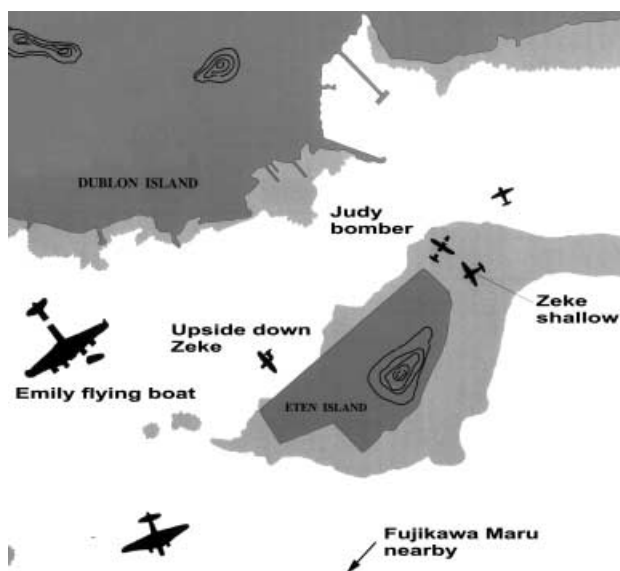 DUBLON ISLAND
Judy
bomber
Zeke
shallow
Upside down
Zeke
Emily flying boat
ETEN ISLAND
Fujikawa Maru
nearby